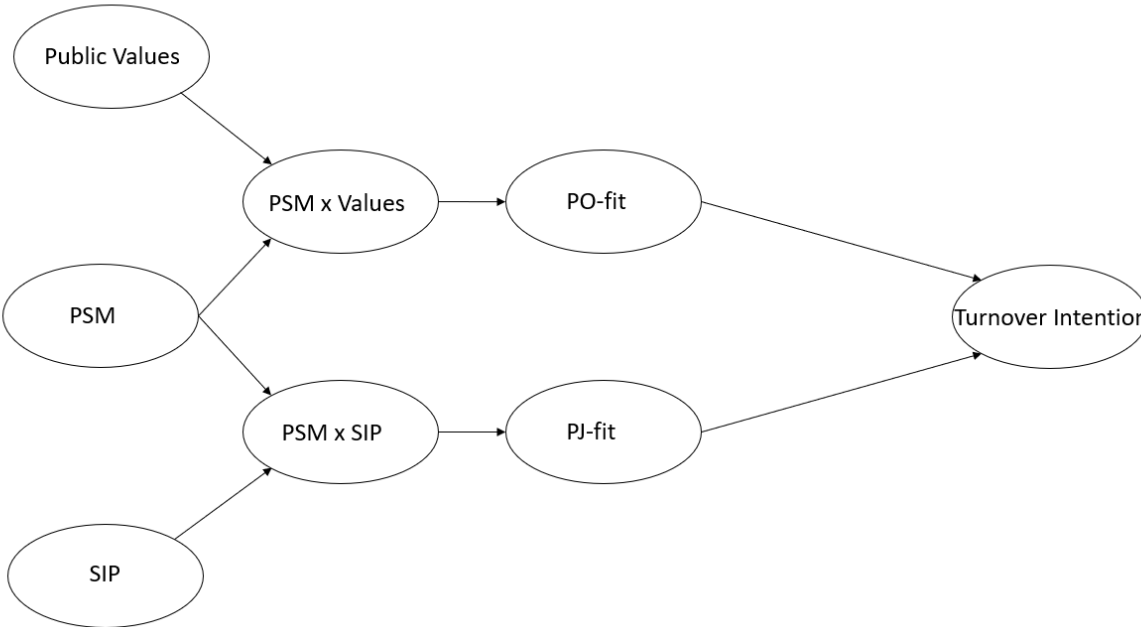 Public Values
PSM x Values
PO-fit
PSM
Turnover Intention
PSM x SIP
PJ-fit
SIP